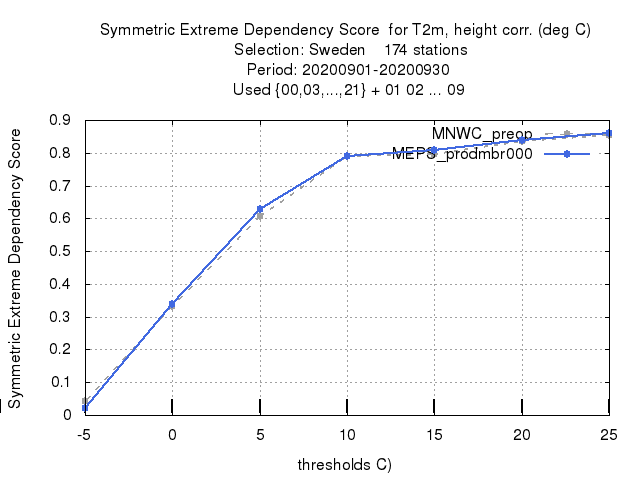 Symmetric Extreme Dependency Score for T2m, height corr. (deg C)
Selection: Sweden 174 stations
Period: 20200901-20200930
Used {00,03,...,21} + 01 02 ... 09
Symmetric Extreme Dependency Score
0.9
0.8
0.7
0.6
0.5
0.4
0.3
0.2
0.1
0
MNWC_preop
MEPS_prodmbr000
-5 0 5 10 15 20 25
thresholds C)